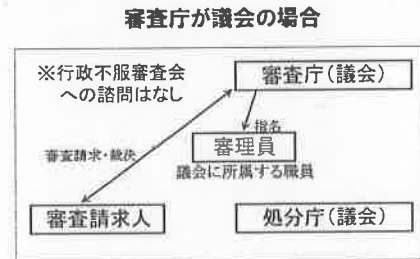 審査庁が議会の場合
※行政不服審査会
への諮問はなし
審査庁(議会)
指名
審理員
審査請求・裁決
議会に所属する職員
審査請求人
処分庁(議会)